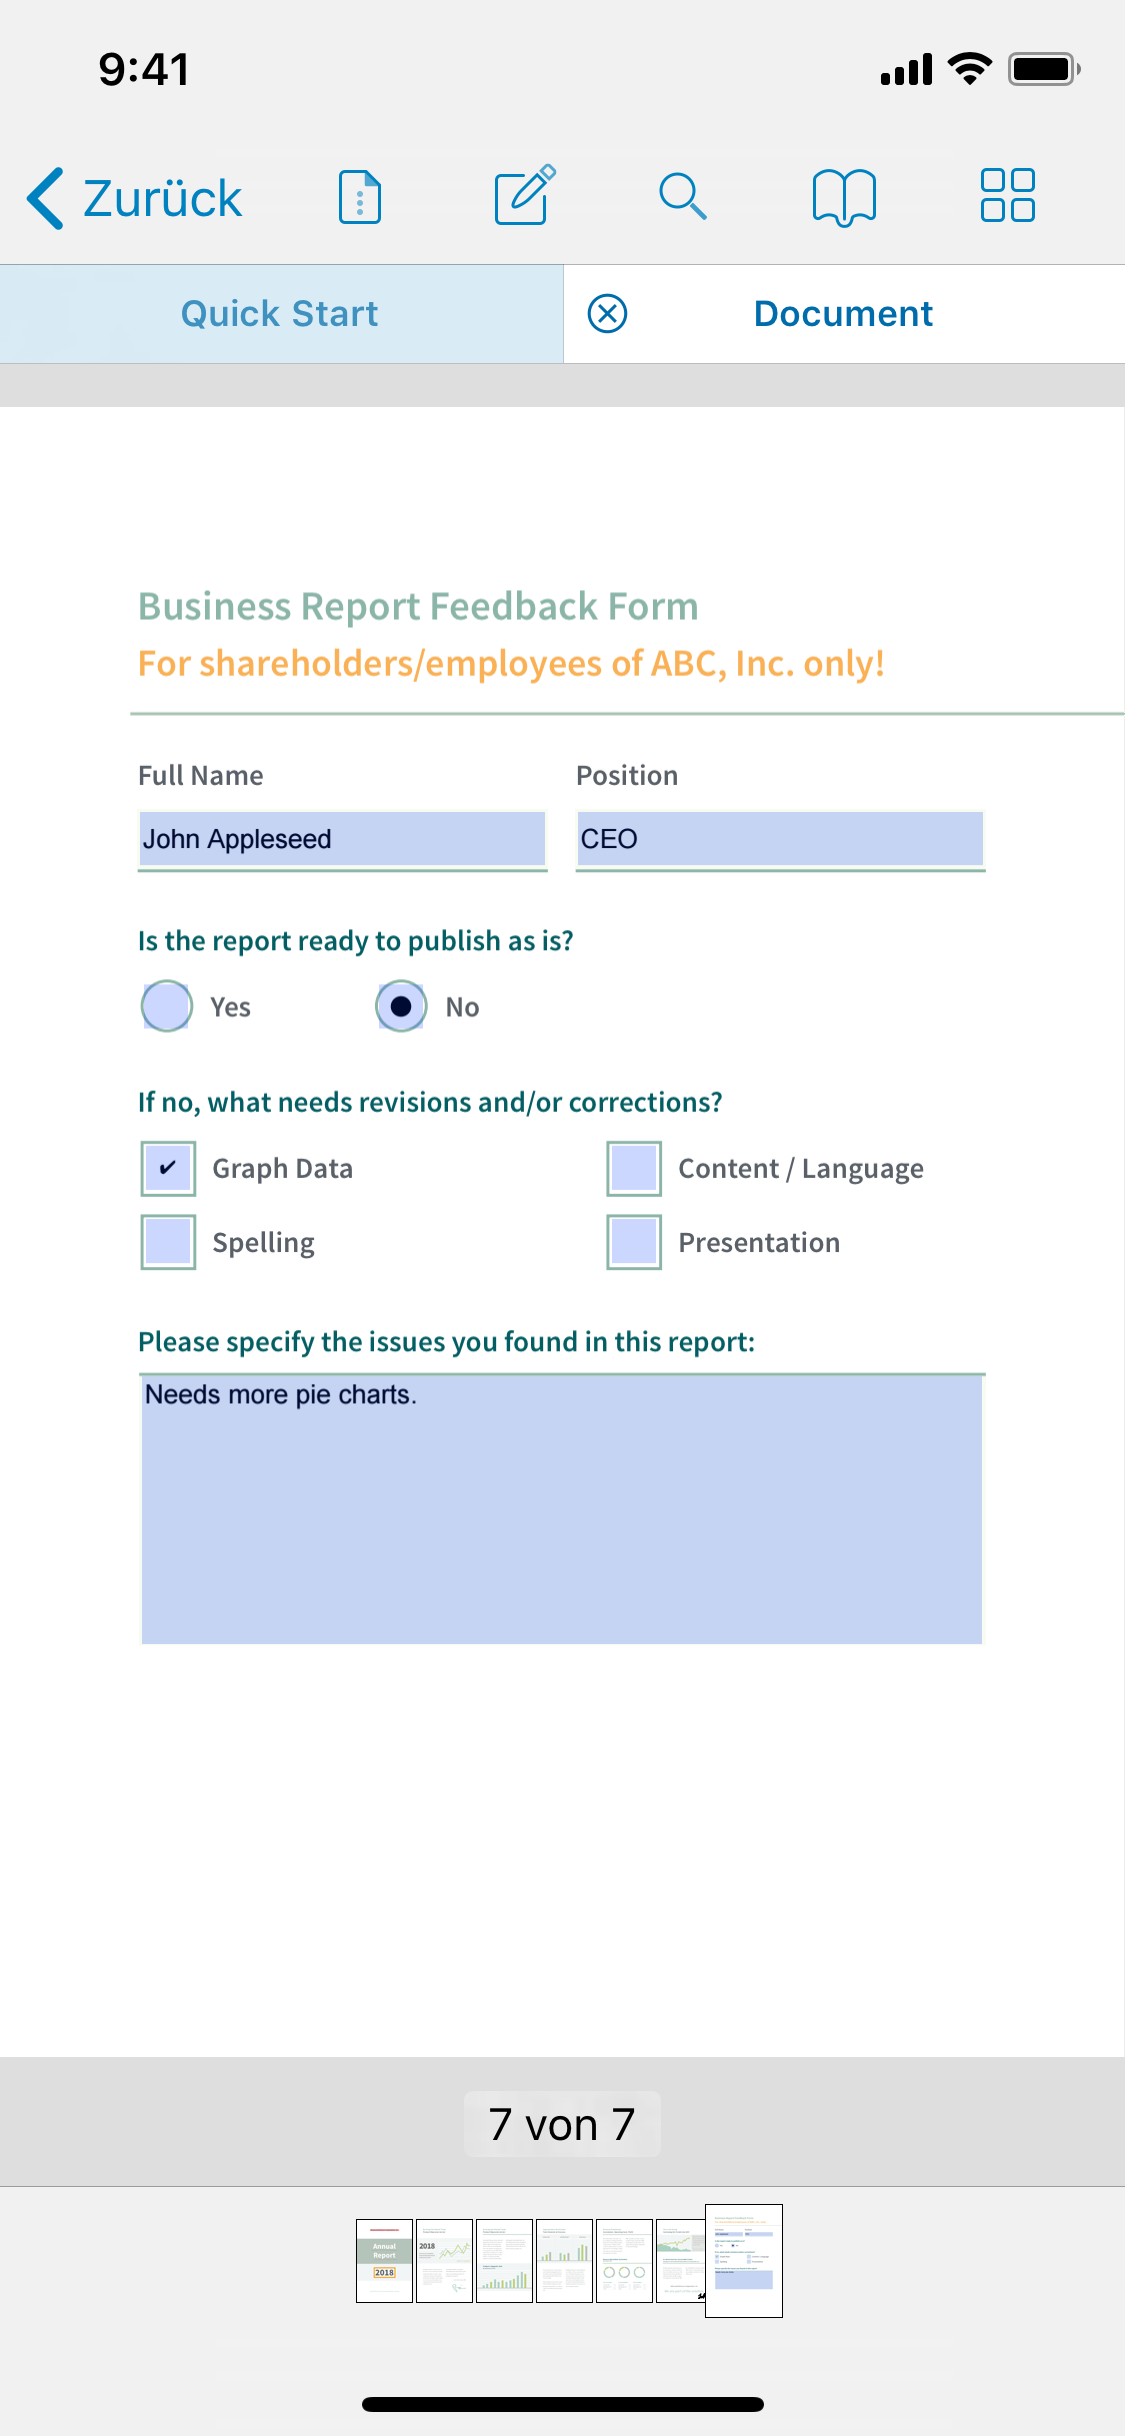 9:41
Zurück
Quick Start
Document
Business Report Feedback Form
For shareholders/employees of ABC, Inc. only!
Full Name
Position
John Appleseed
CEO
Is the report ready to publish as is?
Yes
No
If no, what needs revisions and/or corrections?
Graph Data
Content / Language
Spelling
Presentation
Please specify the issues you found in this report:
Needs more pie charts.
7 von 7
Annual
Report
2018
2018